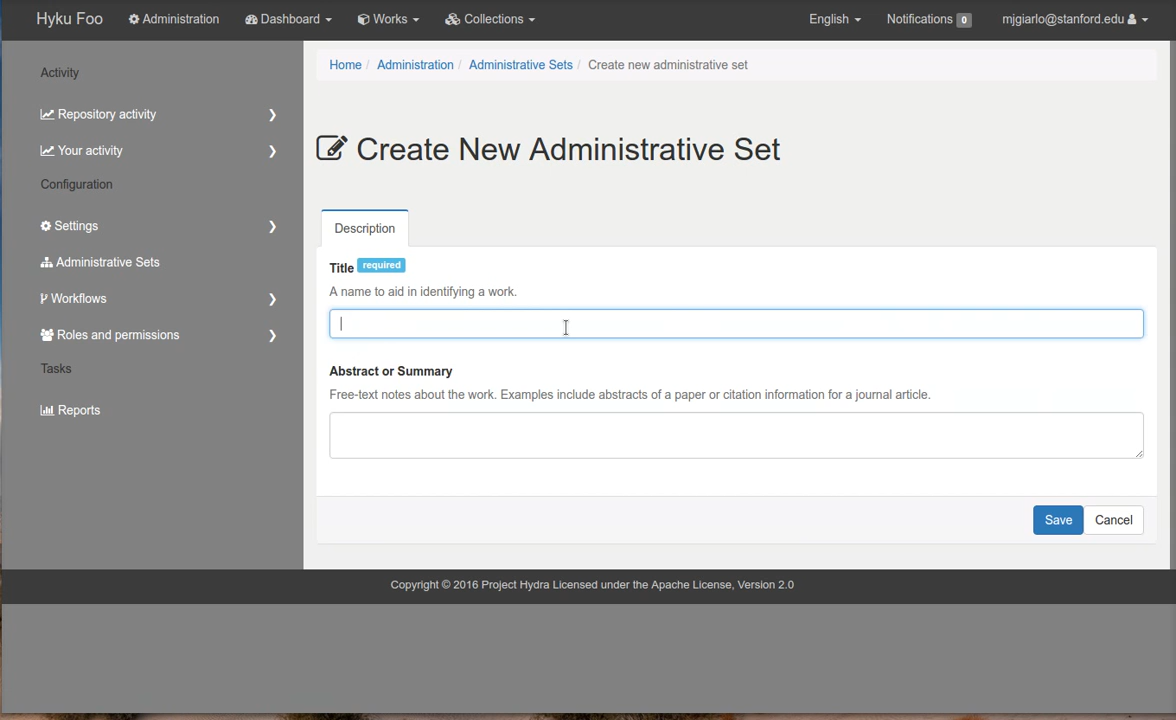 Hyku Foo Administration Dashboard Works Collections English Notifications 0 mjgiarlo@stanford.edu
Activity
Repository activity
Your activity
Configuration
Settings
Administrative Sets
Workflows
Roles and permissions
Tasks
Reports
Home / Administration / Administrative Sets / Create new administrative set
Create New Administrative Set
Description
Title required
A name to aid in identifying a work.
Abstract or Summary
Free-text notes about the work. Examples include abstracts of a paper or citation information for a journal article.
Save Cancel
Copyright © 2016 Project Hydra Licensed under the Apache License, Version 2.0